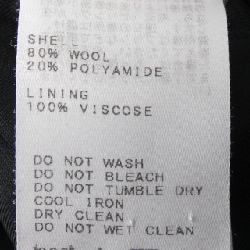 SHELL
80% WOOL
20% POLYAMIDE
LINING
100% VISCOSE
DO NOT WASH
DO NOT BLEACH
DO NOT TUMBLE DRY
COOL IRON
DRY CLEAN
DO NOT WET CLEAN